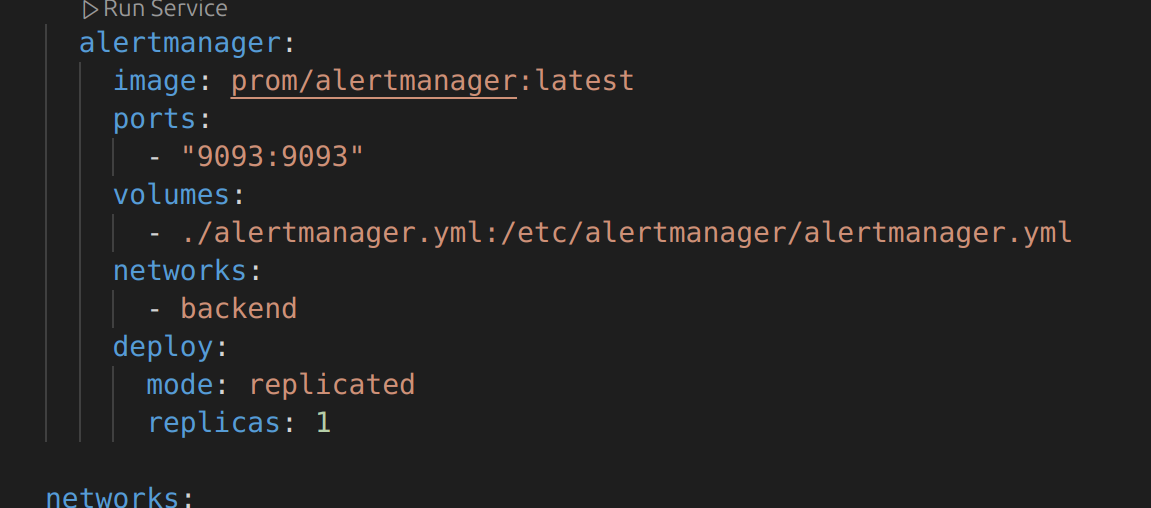 Run Service
alertmanager:
image: prom/alertmanager:latest
ports:
- "9093:9093"
volumes:
- ./alertmanager.yml:/etc/alertmanager/alertmanager.yml
networks:
- backend
deploy:
mode: replicated
replicas: 1
networks: